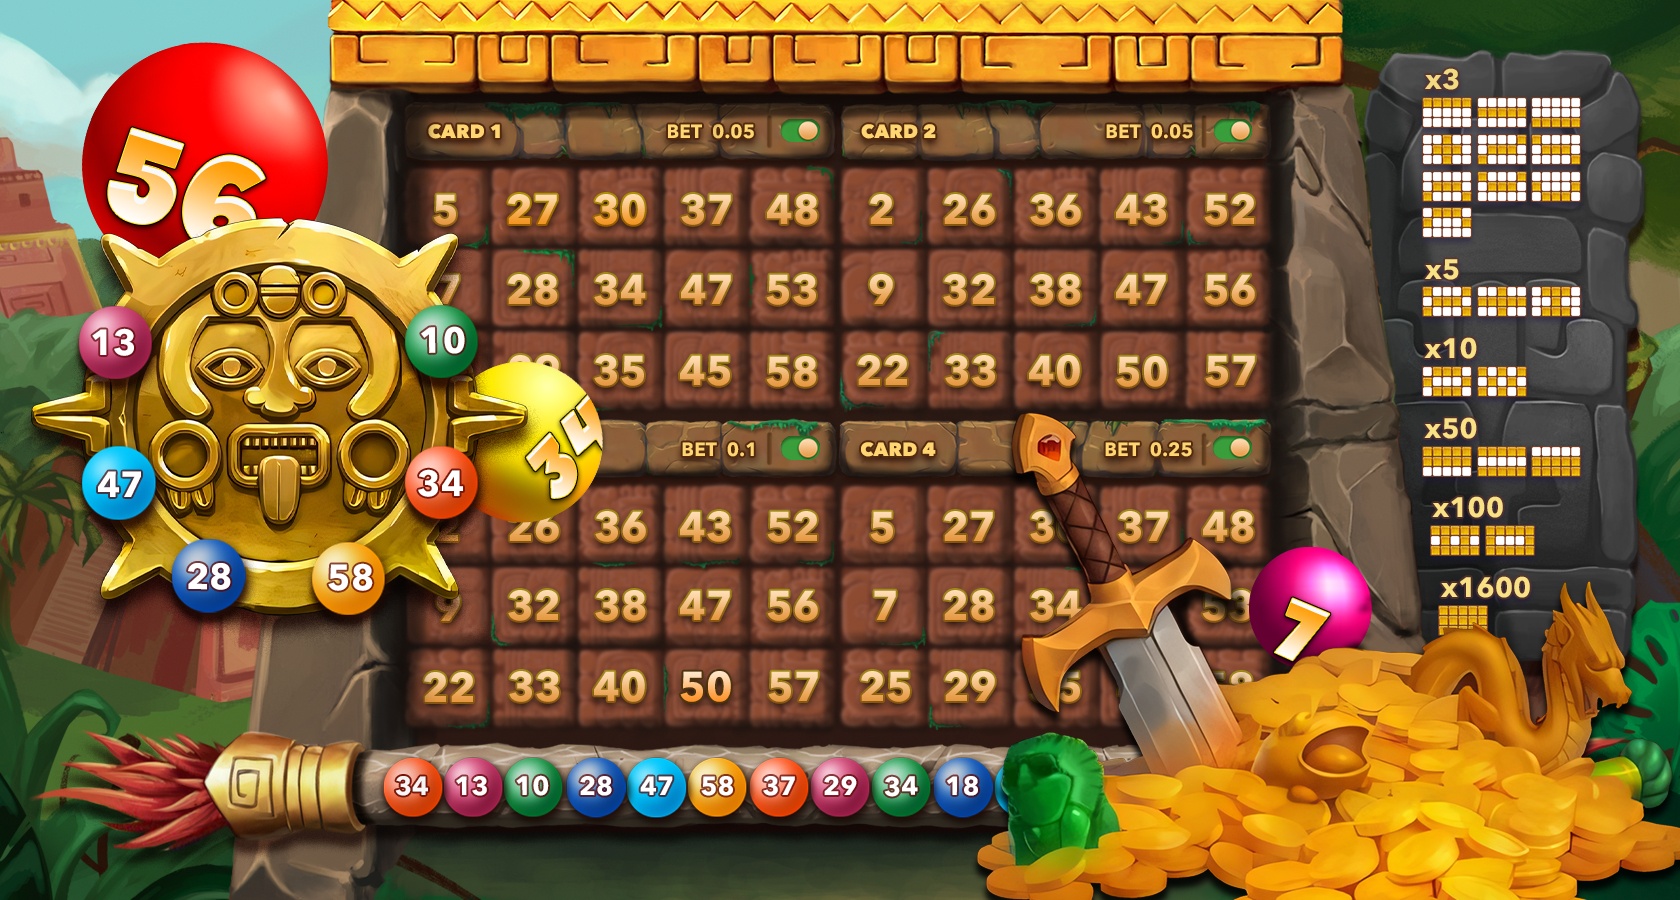 56
13
10
47
34
28
58
34
CARD 1 BET 0.05
5 27 30 37 48
7 28 34 47 53
35 45 58
CARD 2 BET 0.05
2 26 36 43 52
9 32 38 47 56
22 33 40 50 57
BET 0.1
26 36 43 52
9 32 38 47 56
22 33 40 50 57
CARD 4 BET 0.25
5 27 37 48
7 28 34 53
25 29
7
34 13 10 28 47 58 37 29 34 18
x3
x5
x10
x50
x100
x1600